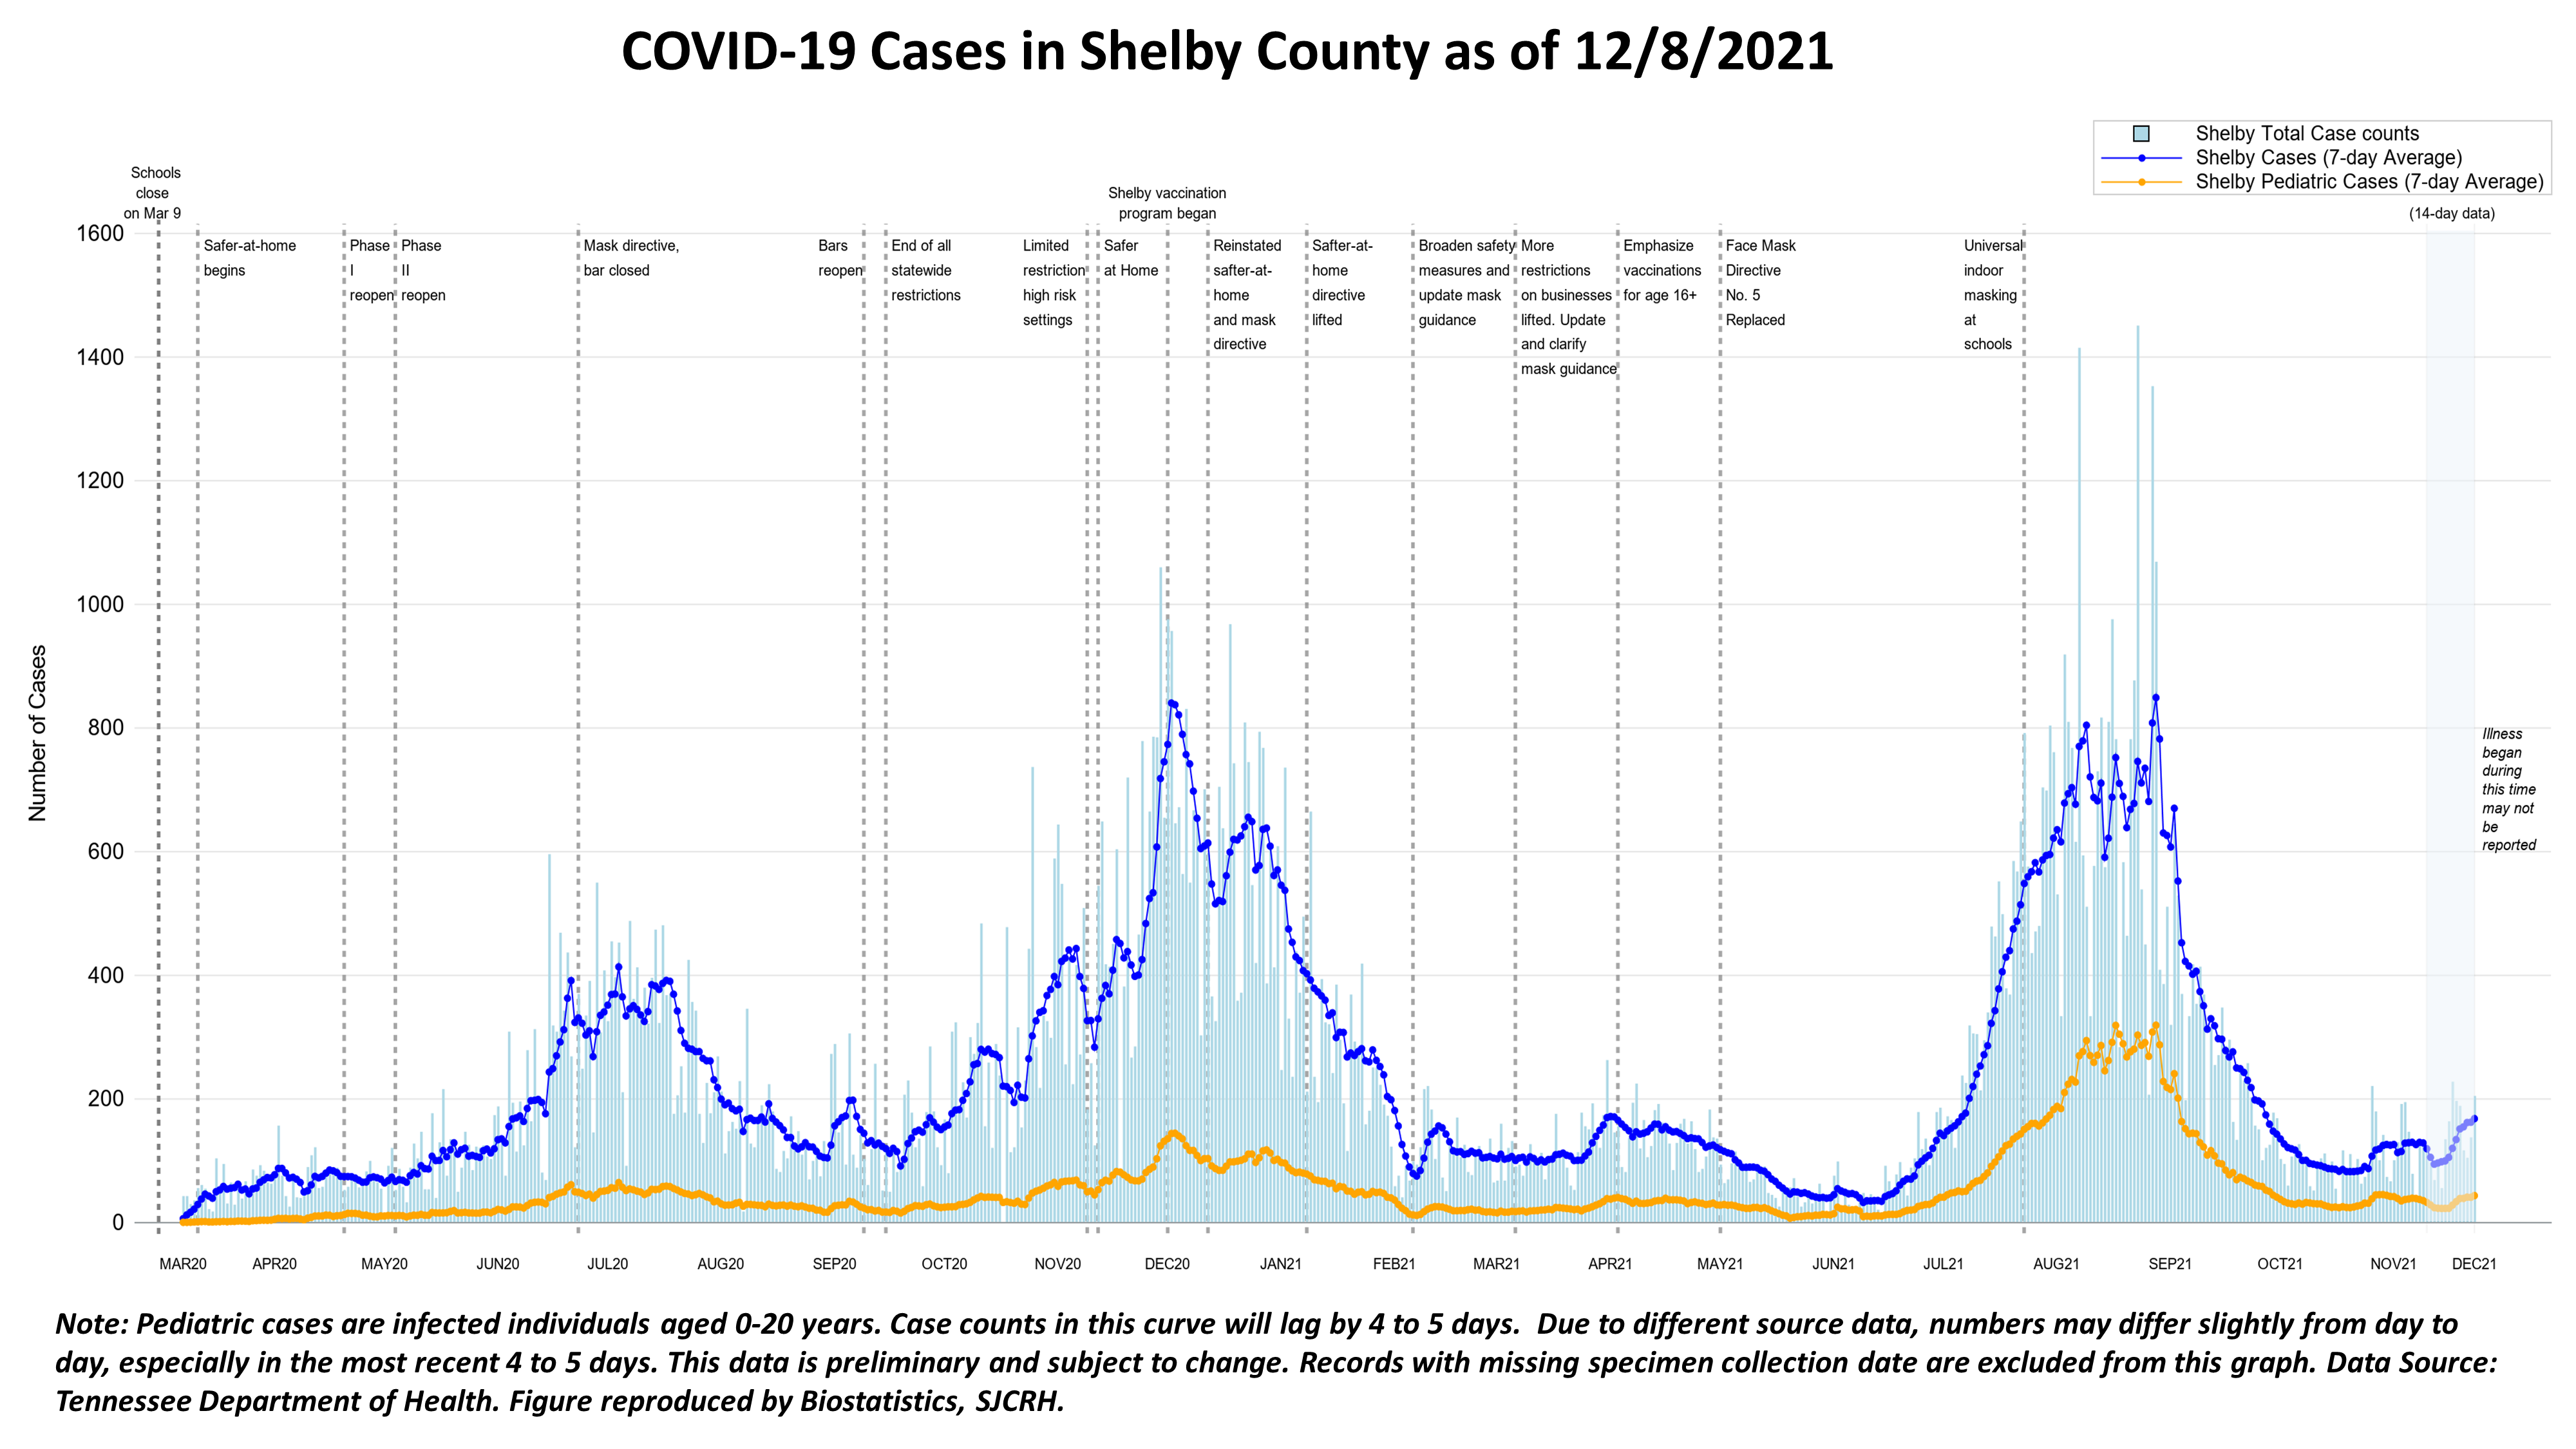 COVID-19 Cases in Shelby County as of 12/8/2021
Shelby Total Case counts
Shelby Cases (7-day Average)
Shelby Pediatric Cases (7-day Average)
Schools
close
on Mar 9
Shelby vaccination
program began
(14-day data)
Safer-at-home
begins
Phase
I
reopen
Phase
II
reopen
Mask directive,
bar closed
Bars
reopen
End of all
statewide
restrictions
Limited
restriction
high risk
settings
Safer
at Home
Reinstated
safter-at-
home
and mask
directive
Safter-at-
home
directive
lifted
Broaden safety
measures and
update mask
guidance
More
restrictions
on businesses
lifted. Update
and clarify
mask guidance
Emphasize
vaccinations
for age 16+
Face Mask
Directive
No. 5
Replaced
Universal
indoor
masking
at
schools
1600
1400
1200
1000
800
600
400
200
0
Number of Cases
Illness
began
during
this time
may not
be
reported
MAR20 APR20 MAY20 JUN20 JUL20 AUG20 SEP20 OCT20 NOV20 DEC20 JAN21 FEB21 MAR21 APR21 MAY21 JUN21 JUL21 AUG21 SEP21 OCT21 NOV21 DEC21
Note: Pediatric cases are infected individuals aged 0-20 years. Case counts in this curve will lag by 4 to 5 days.  Due to different source data, numbers may differ slightly from day to
day, especially in the most recent 4 to 5 days. This data is preliminary and subject to change. Records with missing specimen collection date are excluded from this graph. Data Source:
Tennessee Department of Health. Figure reproduced by Biostatistics, SJCRH.